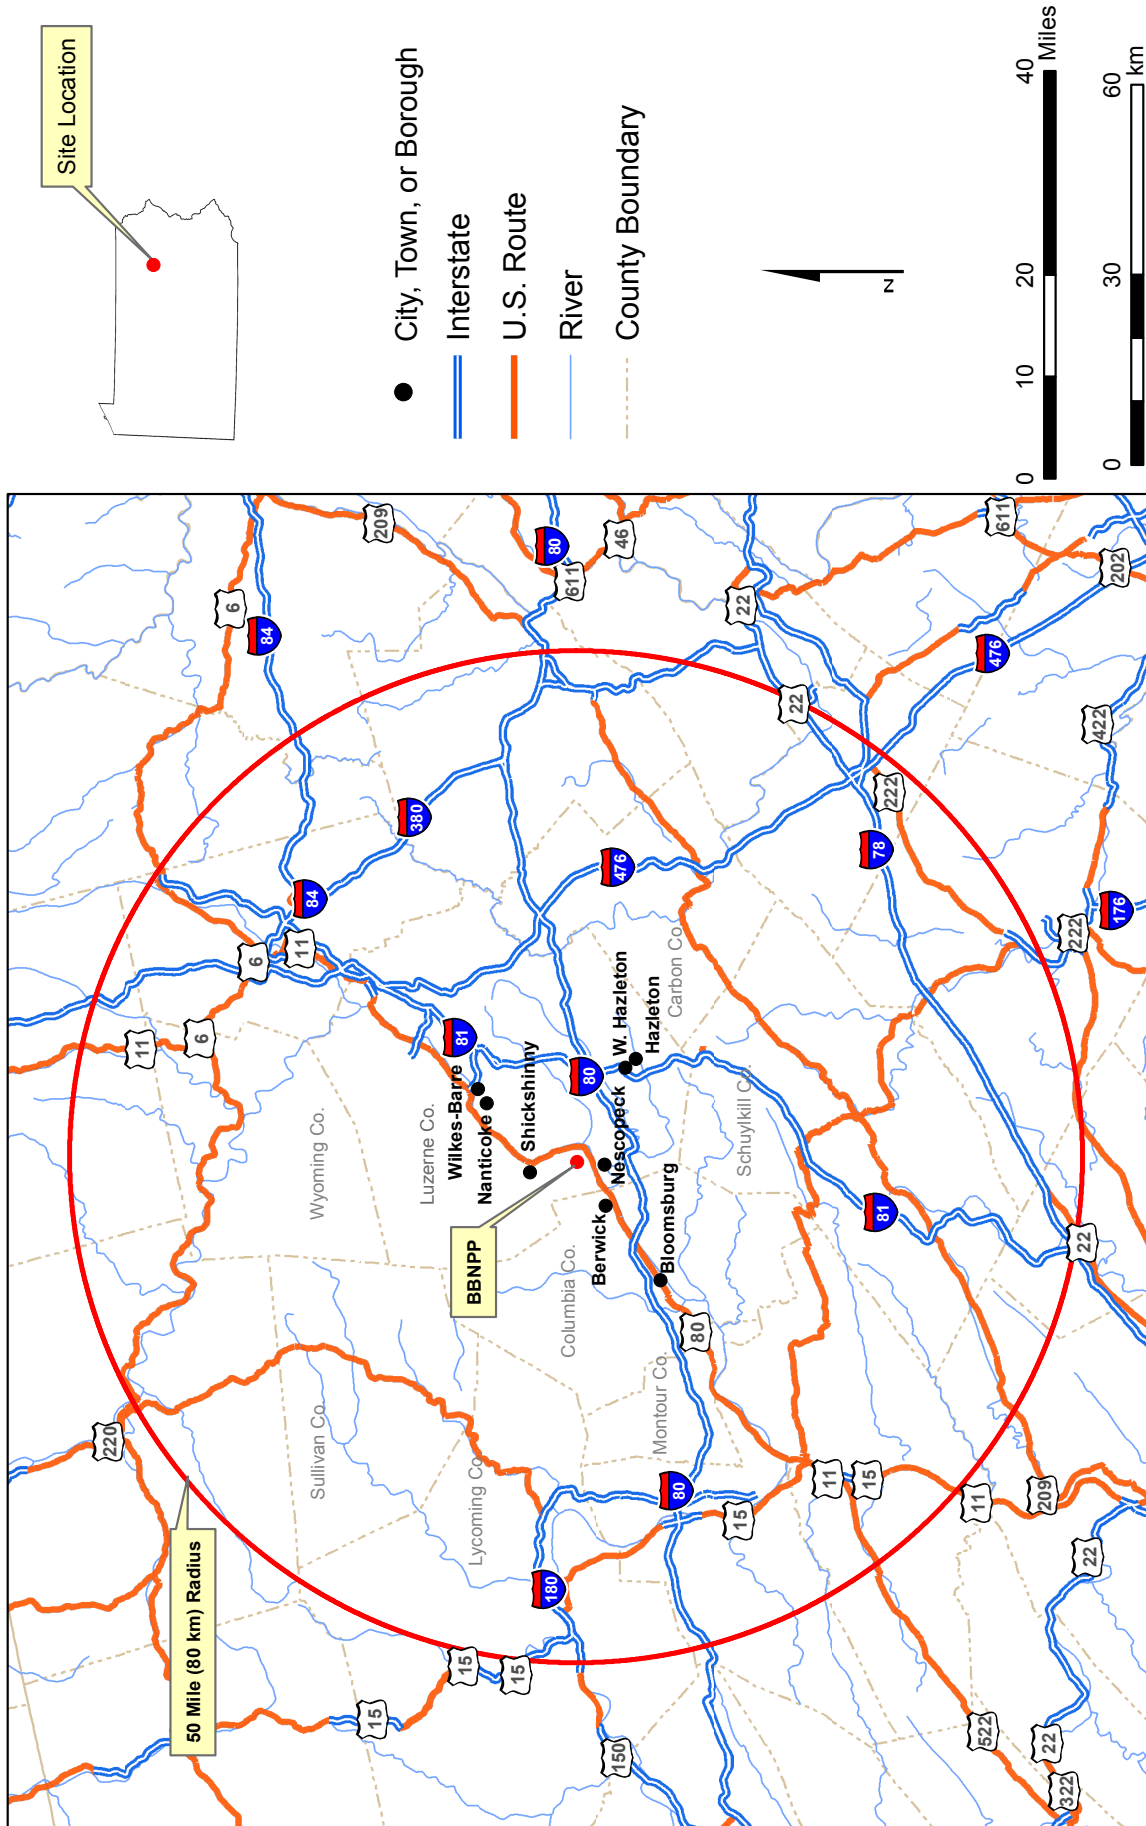 Site Location
City, Town, or Borough
Interstate
U.S. Route
River
County Boundary
N
0
10
20
40
Miles
0
30
60
km
50 Mile (80 km) Radius
BBNPP
Wyoming Co.
Luzerne Co.
Sullivan Co.
Lycoming Co.
Columbia Co.
Montour Co.
Schuylkill Co.
Carbon Co.
Wilkes-Barre
Nanticoke
Shickshinny
Berwick
Nescopeck
Bloomsburg
W. Hazleton
Hazleton
220
11
6
6
11
84
6
84
209
380
80
611
46
81
80
476
22
22
611
202
476
422
222
78
176
222
81
22
80
80
15
11
15
11
209
22
180
15
15
15
150
522
22
322